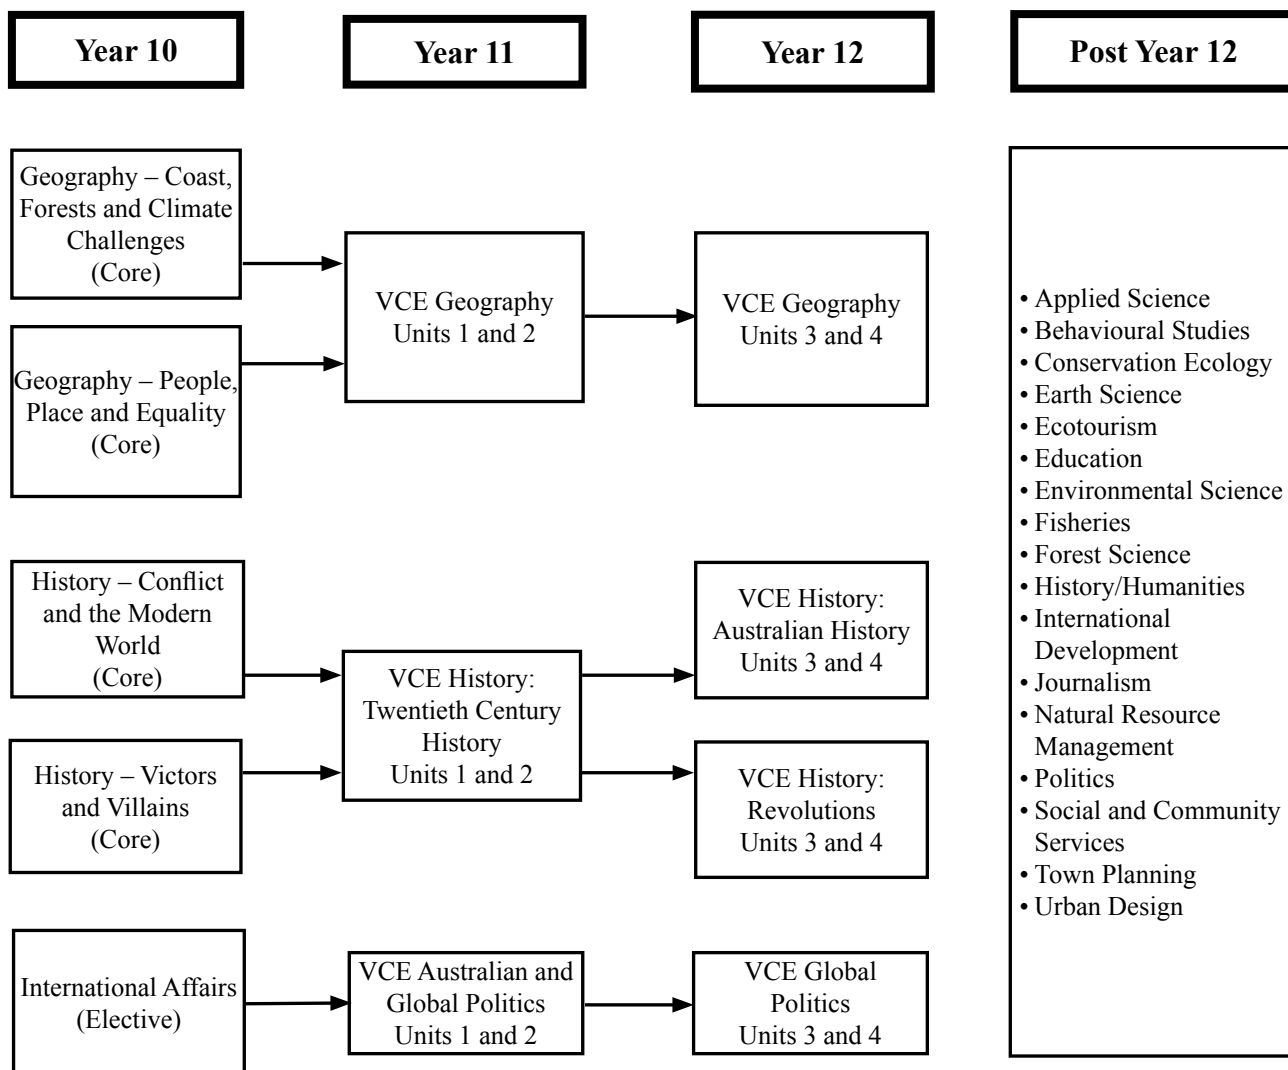 Year 10
Year 11
Year 12
Post Year 12
Geography – Coast,
Forests and Climate
Challenges
(Core)
Geography – People,
Place and Equality
(Core)
VCE Geography
Units 1 and 2
VCE Geography
Units 3 and 4
History – Conflict
and the Modern
World
(Core)
History – Victors
and Villains
(Core)
VCE History:
Twentieth Century
History
Units 1 and 2
VCE History:
Australian History
Units 3 and 4
VCE History:
Revolutions
Units 3 and 4
International Affairs
(Elective)
VCE Australian and
Global Politics
Units 1 and 2
VCE Global
Politics
Units 3 and 4
• Applied Science
• Behavioural Studies
• Conservation Ecology
• Earth Science
• Ecotourism
• Education
• Environmental Science
• Fisheries
• Forest Science
• History/Humanities
• International
Development
• Journalism
• Natural Resource
Management
• Politics
• Social and Community
Services
• Town Planning
• Urban Design